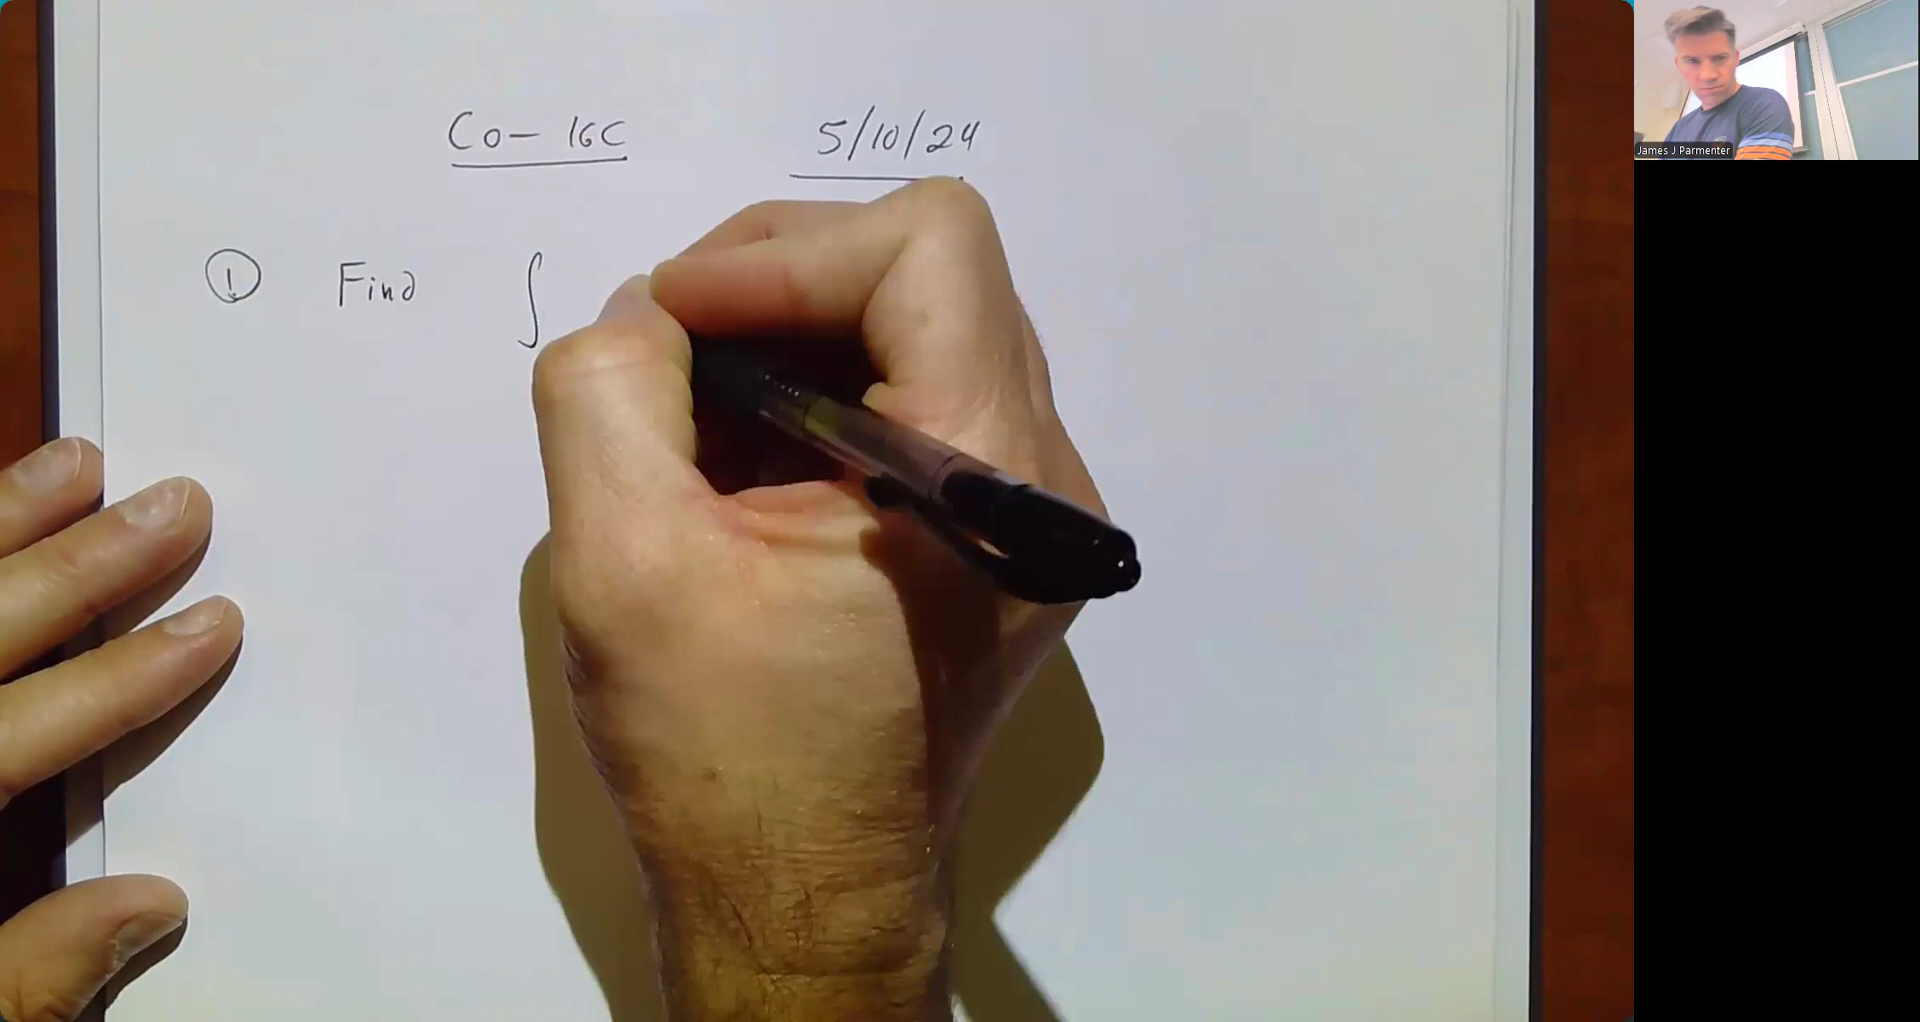 Co- 16C 5/10/24
① Find ∫
James J Parmenter